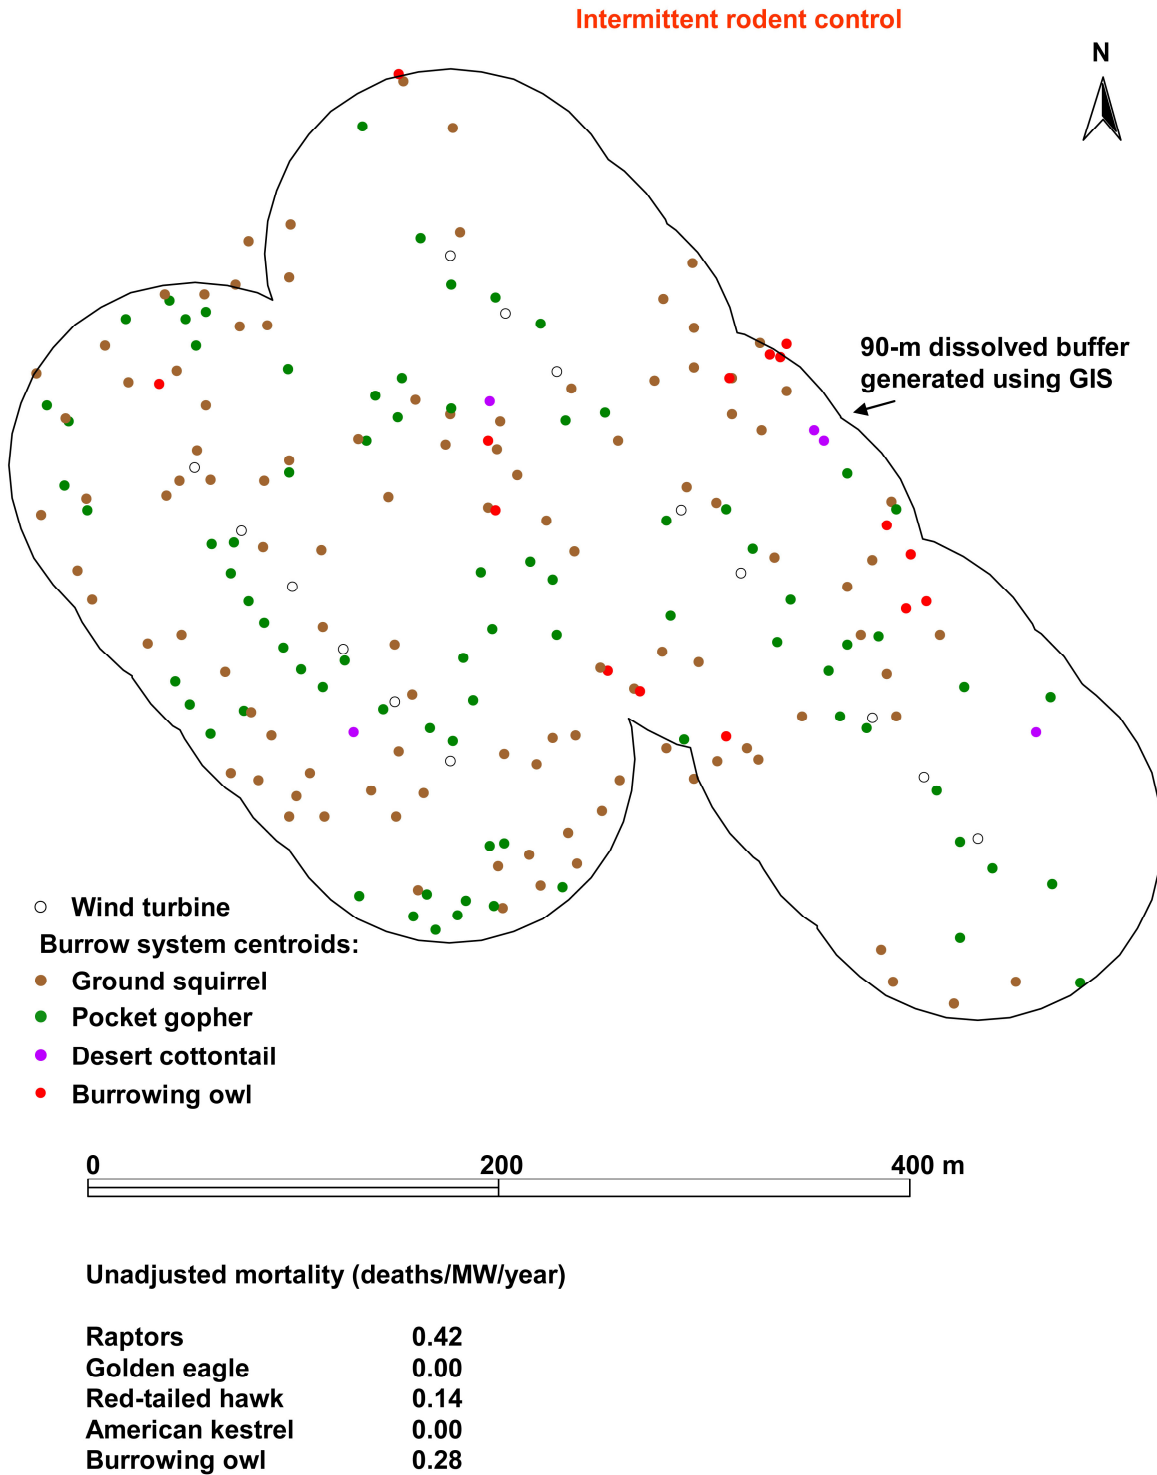 Intermittent rodent control
N
90-m dissolved buffer
generated using GIS
Wind turbine
Burrow system centroids:
Ground squirrel
Pocket gopher
Desert cottontail
Burrowing owl
0 200 400 m
Unadjusted mortality (deaths/MW/year)
Raptors 0.42
Golden eagle 0.00
Red-tailed hawk 0.14
American kestrel 0.00
Burrowing owl 0.28